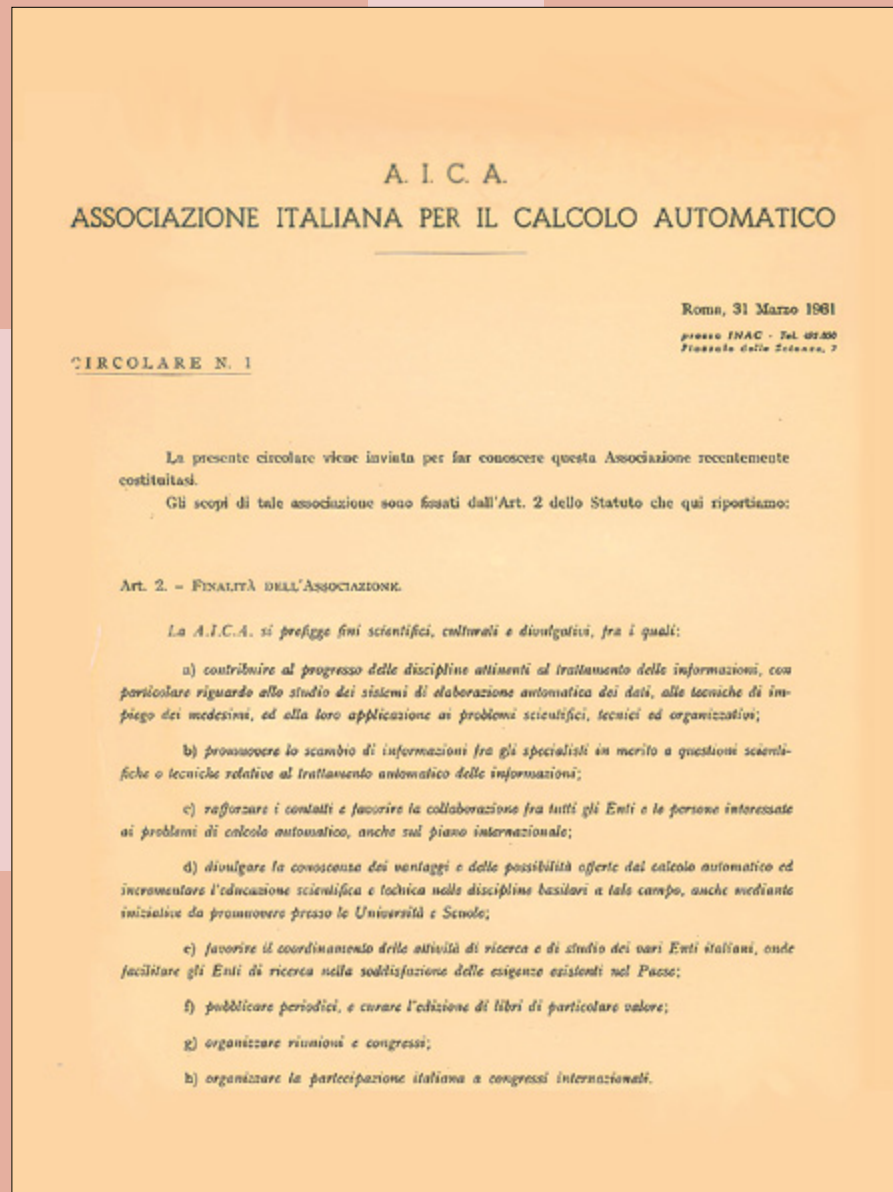 A. I. C. A.
ASSOCIAZIONE ITALIANA PER IL CALCOLO AUTOMATICO
Roma, 31 Marzo 1961
presso INAC - Tel.
Piazzale delle Scienze, 7
CIRCOLARE N. 1
La presente circolare viene inviata per far conoscere questa Associazione recentemente
costituitasi.
Gli scopi di tale associazione sono fissati dall'Art. 2 dello Statuto che qui riportiamo:
Art. 2. - FINALITÀ DELL'ASSOCIAZIONE.
La A.I.C.A. si prefigge fini scientifici, culturali e divulgativi, fra i quali:
a) contribuire al progresso delle discipline attinenti al trattamento delle informazioni, con
particolare riguardo allo studio dei sistemi di elaborazione automatica dei dati, alle tecniche di im-
piego dei medesimi, ed alla loro applicazione ai problemi scientifici, tecnici ed organizzativi;
b) promuovere lo scambio di informazioni fra gli specialisti in merito a questioni scienti-
fiche o tecniche relative al trattamento automatico delle informazioni;
c) rafforzare i contatti e favorire la collaborazione fra tutti gli Enti e le persone interessate
ai problemi di calcolo automatico, anche sul piano internazionale;
d) divulgare la conoscenza dei vantaggi e delle possibilità offerte dal calcolo automatico ed
incrementare l'educazione scientifica e technica nelle discipline basilari a tale campo, anche mediante
iniziative da promuovere presso le Università e Scuole;
e) favorire il coordinamento delle attività di ricerca e di studio dei vari Enti italiani, onde
facilitare gli Enti di ricerca nella soddisfazione delle esigenze esistenti nel Paese;
f) pubblicare periodici, e curare l'edizione di libri di particolare valore;
g) organizzare riunioni e congressi;
h) organizzare la partecipazione italiana a congressi internazionali.